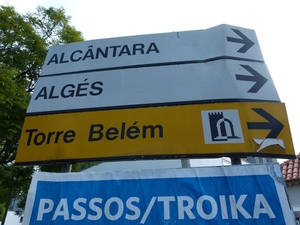 ALCÂNTARA
ALGÉS
Torre Belém
PASSOS/TROIKA